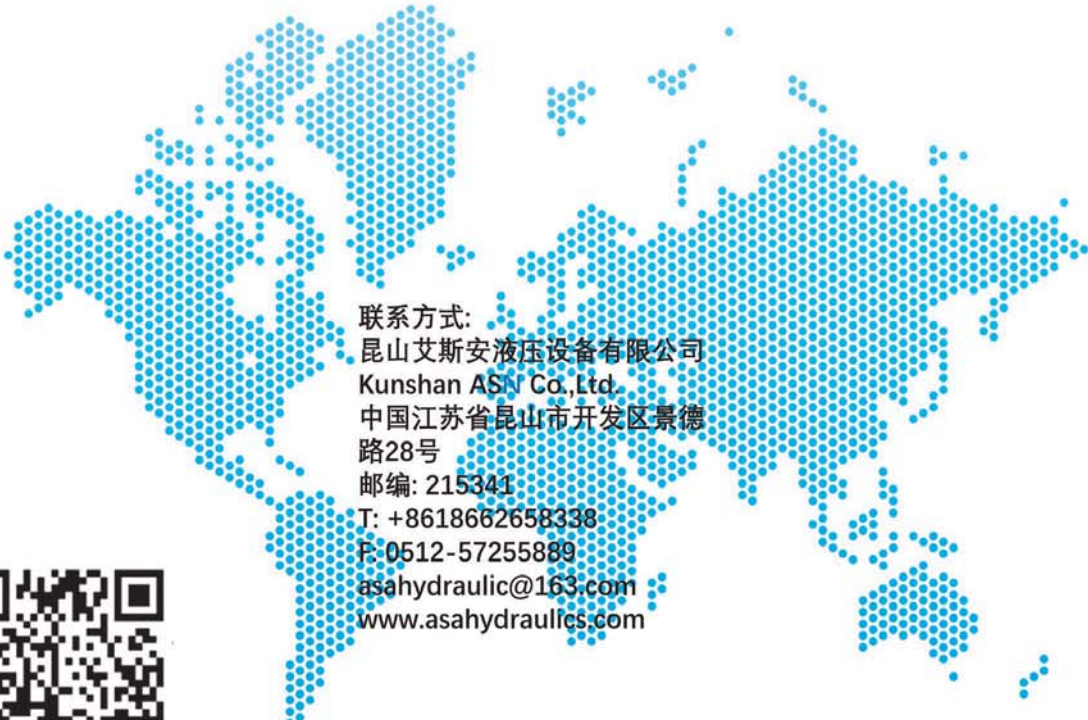 联系方式:
昆山艾斯安液压设备有限公司
Kunshan ASN Co.,Ltd.
中国江苏省昆山市开发区景德
路28号
邮编: 215341
T: +8618662658338
F: 0512-57255889
asahydraulic@163.com
www.asahydraulics.com